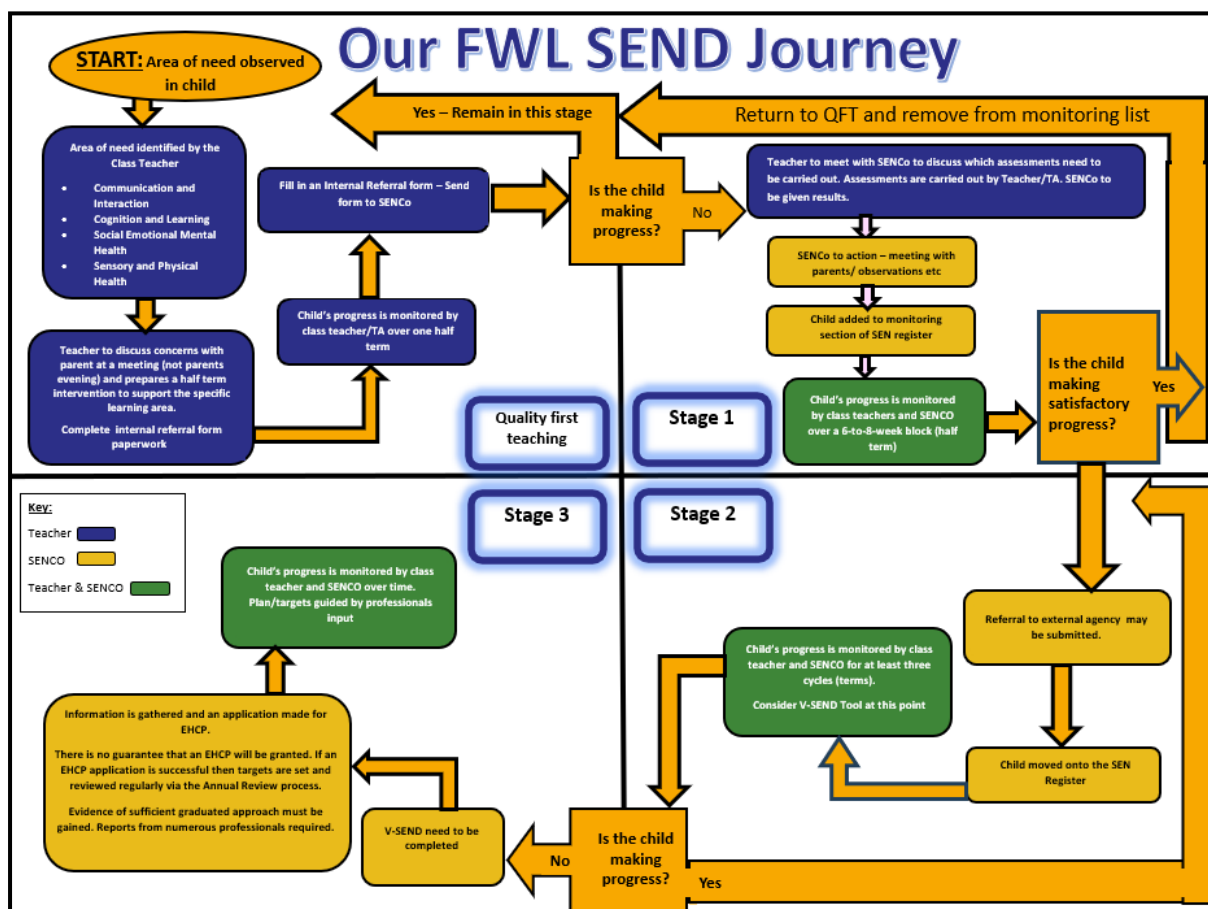 Our FWL SEND Journey
START: Area of need observed
in child
Area of need identified by the
Class Teacher
• Communication and
Interaction
• Cognition and Learning
• Social Emotional Mental
Health
• Sensory and Physical
Health
Teacher to discuss concerns with
parent at a meeting (not parents
evening) and prepares a half term
intervention to support the specific
learning area.
Complete internal referral form
paperwork
Child's progress is monitored by
class teacher/TA over one half
term
Fill in an Internal Referral form – Send
form to SENCo
Quality first
teaching
Is the child
making
progress?
Yes – Remain in this stage
No
Return to QFT and remove from monitoring list
Teacher to meet with SENCo to discuss which assessments need to
be carried out. Assessments are carried out by Teacher/TA. SENCo to
be given results.
SENCo to action – meeting with
parents/ observations etc
Child added to monitoring
section of SEN register
Child's progress is monitored
by class teachers and SENCO
over a 6-to-8-week block (half
term)
Stage 1
Is the child
making
satisfactory
progress?
Yes
Stage 2
Referral to external agency may
be submitted.
Child moved onto the SEN
Register
Child's progress is monitored by class
teacher and SENCO for at least three
cycles (terms).
Consider V-SEND Tool at this point
Is the child
making
progress?
Yes
No
Stage 3
V-SEND need to be
completed
Information is gathered and an application made for
EHCP.
There is no guarantee that an EHCP will be granted. If an
EHCP application is successful then targets are set and
reviewed regularly via the Annual Review process.
Evidence of sufficient graduated approach must be
gained. Reports from numerous professionals required.
Child's progress is monitored by class
teacher and SENCO over time.
Plan/targets guided by professionals
input
Key:
Teacher
SENCO
Teacher & SENCO